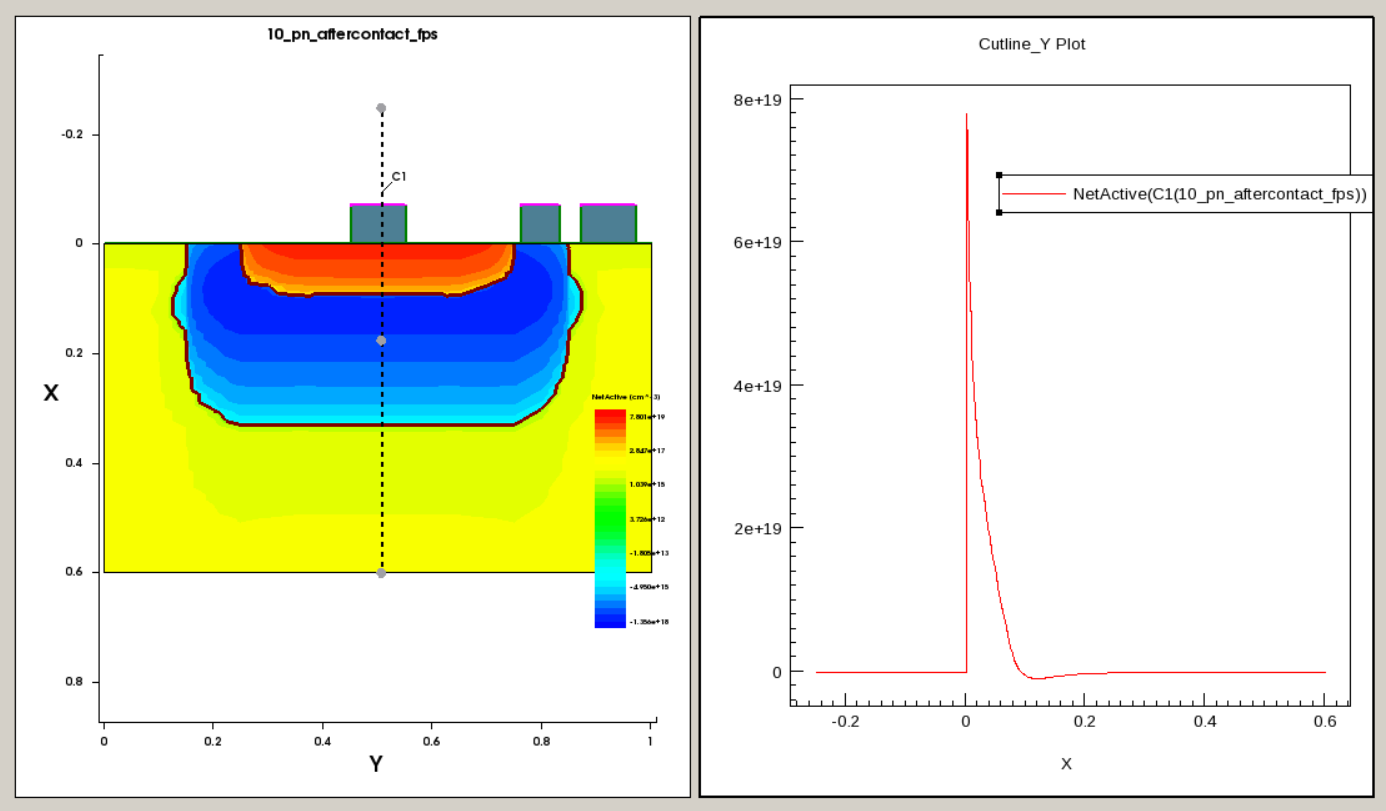 10_pn_aftercontact_fps
-0.2
C1
0
0.2
X
NetActive (cm^-3)
7.801e+19
2.847e+17
0.4
1.039e+15
3.726e+12
-1.808e+13
0.6
-4.950e+15
-1.356e+18
0.8
0
0.2
0.4
0.6
0.8
1
Y
Cutline_Y Plot
8e+19
NetActive(C1(10_pn_aftercontact_fps))
6e+19
4e+19
2e+19
0
-0.2
0
0.2
0.4
0.6
X